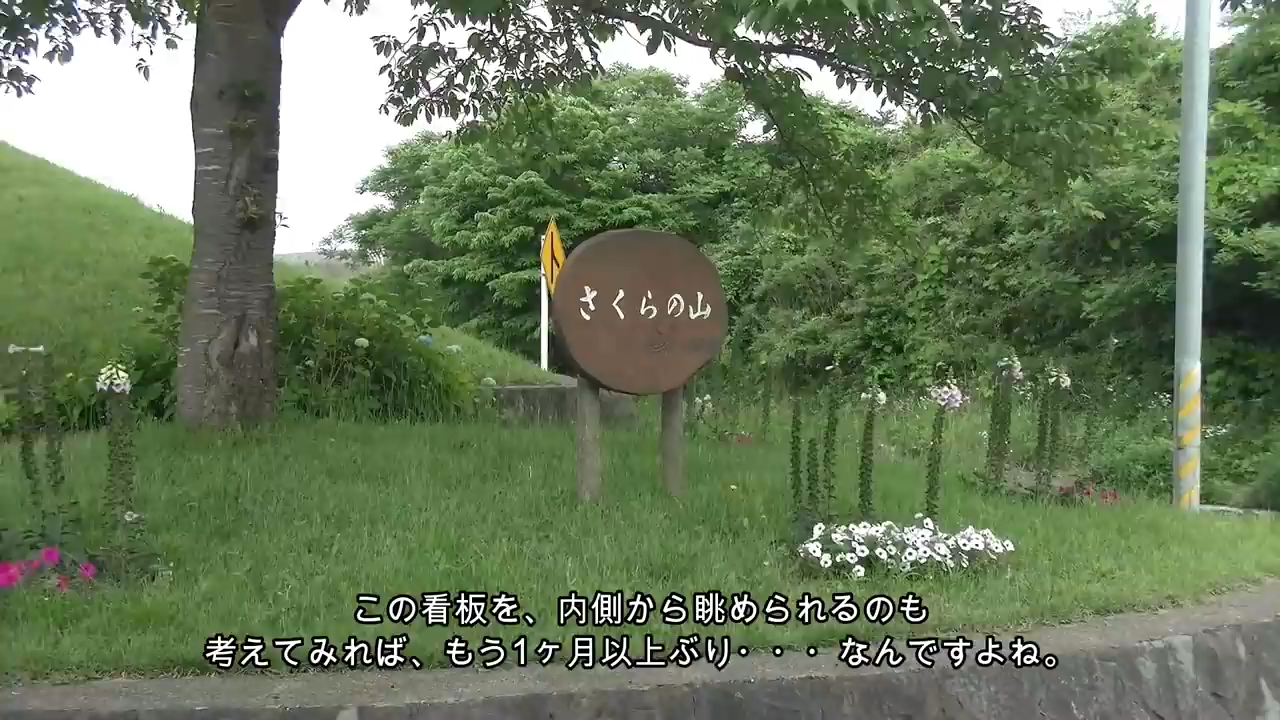 さくらの山
この看板を、内側から眺められるのも
考えてみれば、もう1ヶ月以上ぶり・・・なんですよね。